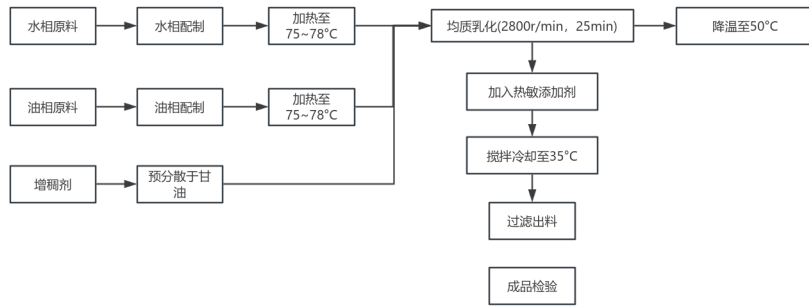 水相原料
水相配制
加热至
75~78°C
均质乳化(2800r/min，25min)
降温至50°C
油相原料
油相配制
加热至
75~78°C
加入热敏添加剂
搅拌冷却至35°C
增稠剂
预分散于甘
油
过滤出料
成品检验